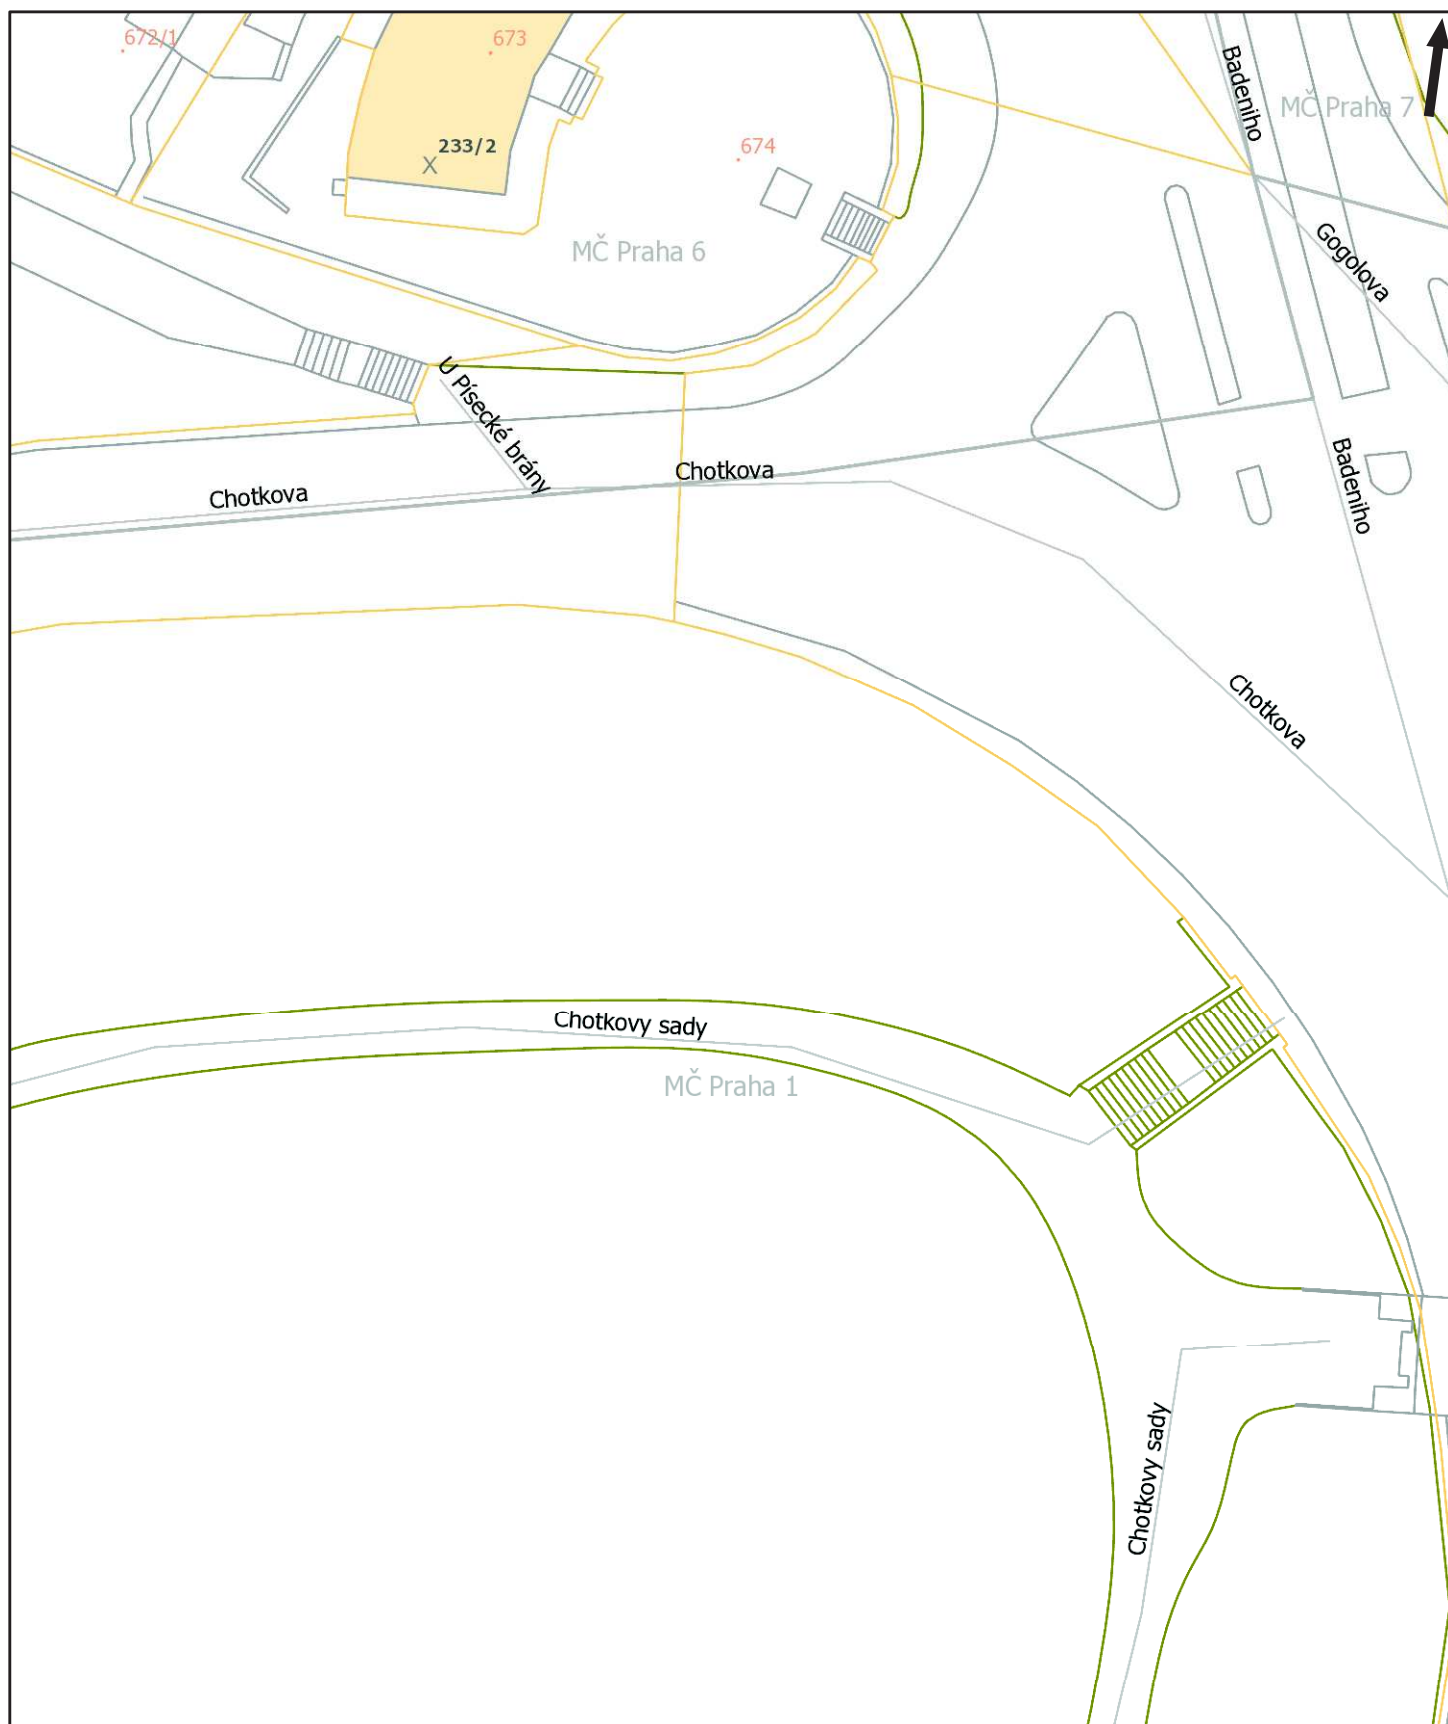 672/1
673
Badeniho
MČ Praha 7
233/2
674
MČ Praha 6
Gogolova
U Písecké brány
Chotkova
Chotkova
Badeniho
Chotkova
Chotkovy sady
MČ Praha 1
Chotkovy sady